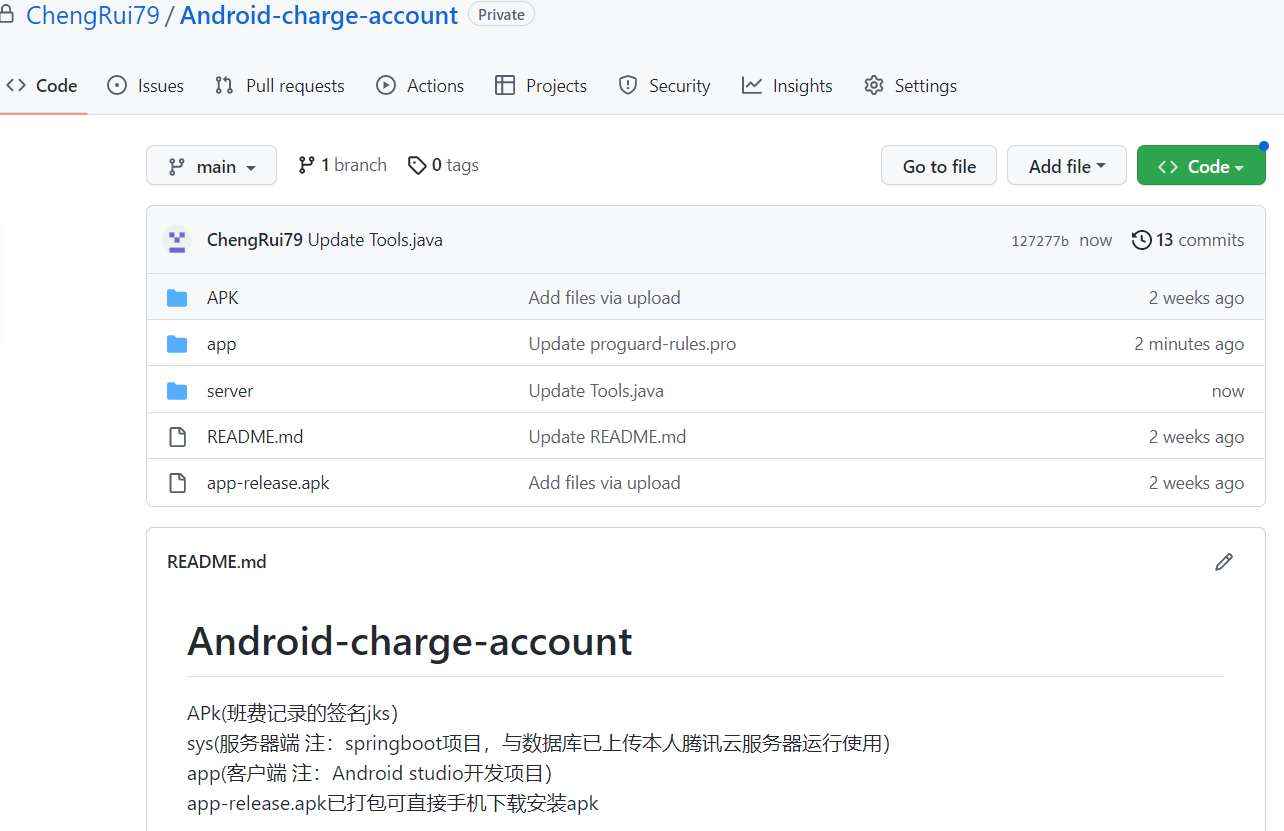 ChengRui79 / Android-charge-account Private
Code Issues Pull requests Actions Projects Security Insights Settings
main 1 branch 0 tags Go to file Add file Code
ChengRui79 Update Tools.java 127277b now 13 commits
APK Add files via upload 2 weeks ago
app Update proguard-rules.pro 2 minutes ago
server Update Tools.java now
README.md Update README.md 2 weeks ago
app-release.apk Add files via upload 2 weeks ago
README.md
Android-charge-account
APk(班费记录的签名jks)
sys(服务器端 注：springboot项目，与数据库已上传本人腾讯云服务器运行使用)
app(客户端 注：Android studio开发项目)
app-release.apk已打包可直接手机下载安装apk